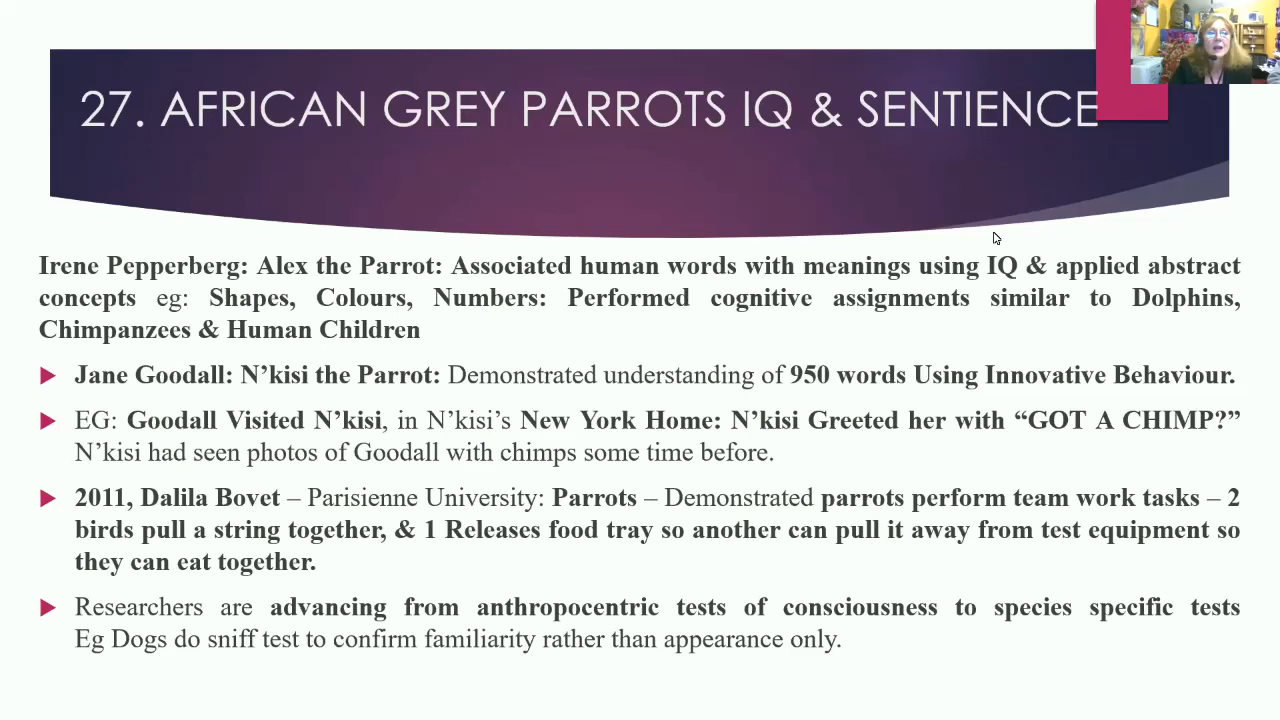 27. AFRICAN GREY PARROTS IQ & SENTIENCE
Irene Pepperberg: Alex the Parrot: Associated human words with meanings using IQ & applied abstract
concepts eg: Shapes, Colours, Numbers: Performed cognitive assignments similar to Dolphins,
Chimpanzees & Human Children
Jane Goodall: N’kisi the Parrot: Demonstrated understanding of 950 words Using Innovative Behaviour.
EG: Goodall Visited N’kisi, in N’kisi’s New York Home: N’kisi Greeted her with “GOT A CHIMP?”
N’kisi had seen photos of Goodall with chimps some time before.
2011, Dalila Bovet – Parisienne University: Parrots – Demonstrated parrots perform team work tasks – 2
birds pull a string together, & 1 Releases food tray so another can pull it away from test equipment so
they can eat together.
Researchers are advancing from anthropocentric tests of consciousness to species specific tests
Eg Dogs do sniff test to confirm familiarity rather than appearance only.